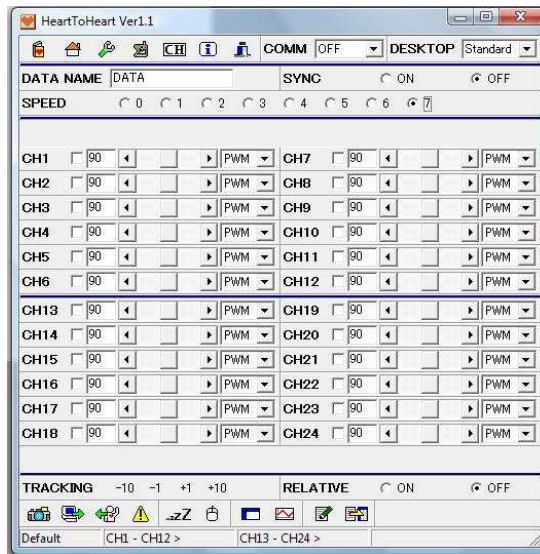 HeartToHeart Ver1.1
CH COMM OFF DESKTOP Standard
DATA NAME DATA SYNC ON OFF
SPEED 0 1 2 3 4 5 6 7
CH1 90 PWM CH7 90 PWM
CH2 90 PWM CH8 90 PWM
CH3 90 PWM CH9 90 PWM
CH4 90 PWM CH10 90 PWM
CH5 90 PWM CH11 90 PWM
CH6 90 PWM CH12 90 PWM
CH13 90 PWM CH19 90 PWM
CH14 90 PWM CH20 90 PWM
CH15 90 PWM CH21 90 PWM
CH16 90 PWM CH22 90 PWM
CH17 90 PWM CH23 90 PWM
CH18 90 PWM CH24 90 PWM
TRACKING -10 -1 +1 +10 RELATIVE ON OFF
zZ
Default CH1 - CH12 > CH13 - CH24 >